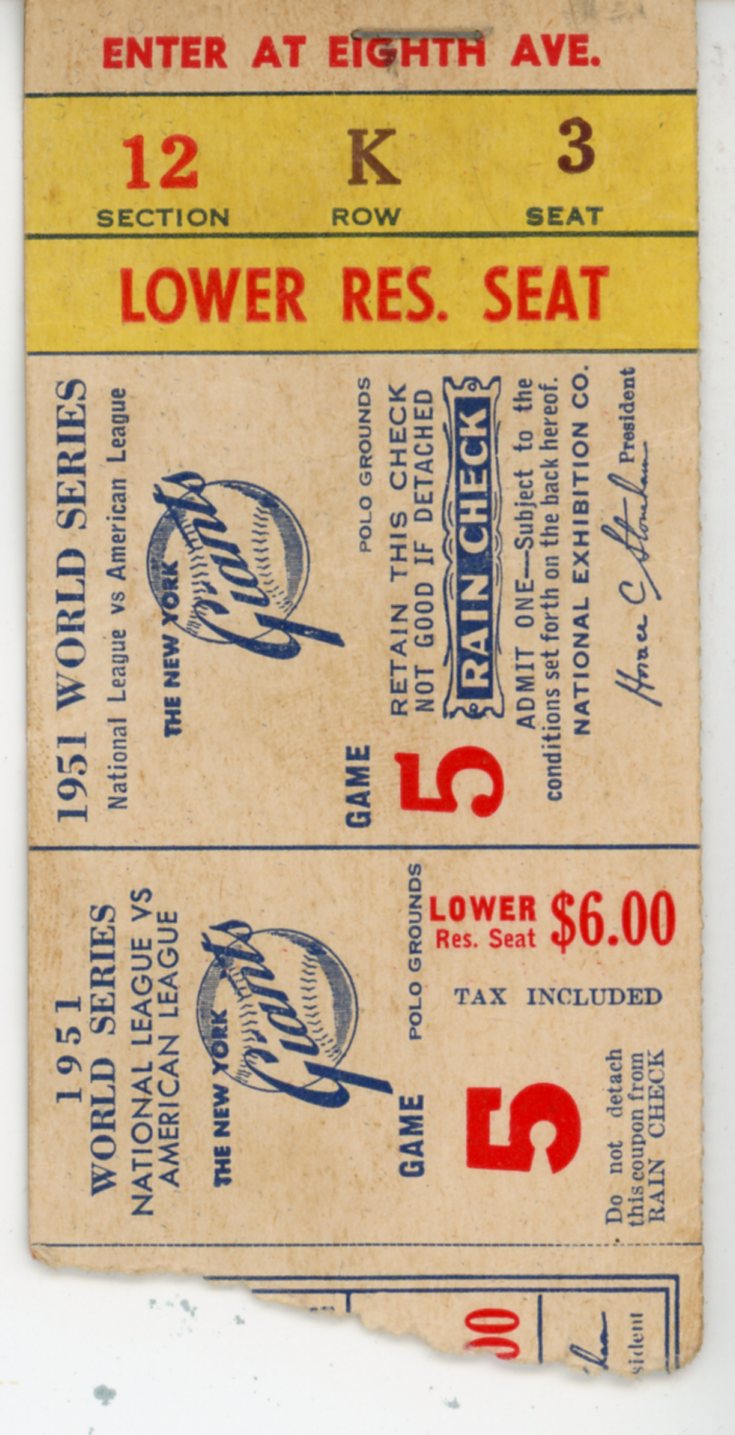 ENTER AT EIGHTH AVE.
12 K 3
SECTION ROW SEAT
LOWER RES. SEAT
1951 WORLD SERIES
National League vs American League
THE NEW YORK
Giants
POLO GROUNDS
GAME
5
RETAIN THIS CHECK
NOT GOOD IF DETACHED
RAIN CHECK
ADMIT ONE—Subject to the
conditions set forth on the back hereof.
NATIONAL EXHIBITION CO.
Horace C Stoneham President
1951
WORLD SERIES
NATIONAL LEAGUE VS
AMERICAN LEAGUE
THE NEW YORK
Giants
POLO GROUNDS
GAME
5
LOWER
Res. Seat
$6.00
TAX INCLUDED
Do not detach
this coupon from
RAIN CHECK
00
ham
sident